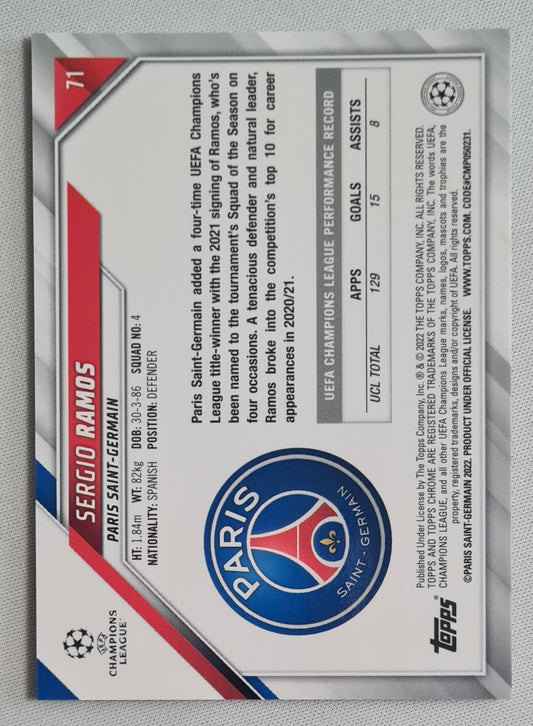 71
UEFA
CHAMPIONS
LEAGUE
SERGIO RAMOS
PARIS SAINT-GERMAIN
HT: 1.84m WT: 82kg DOB: 30-3-86 SQUAD NO: 4
NATIONALITY: SPANISH POSITION: DEFENDER
PARIS
SAINT-GERMAIN
Paris Saint-Germain added a four-time UEFA Champions
League title-winner with the 2021 signing of Ramos, who's
been named to the tournament's Squad of the Season on
four occasions. A tenacious defender and natural leader,
Ramos broke into the competition's top 10 for career
appearances in 2020/21.
UEFA CHAMPIONS LEAGUE PERFORMANCE RECORD
APPS GOALS ASSISTS
UCL TOTAL 129 15 8
topps®
Published Under License by The Topps Company, Inc. ® & © 2022 THE TOPPS COMPANY, INC. ALL RIGHTS RESERVED.
TOPPS AND TOPPS CHROME ARE REGISTERED TRADEMARKS OF THE TOPPS COMPANY, INC. The words UEFA,
CHAMPIONS LEAGUE, and all other UEFA Champions League marks, names, logos, mascots and trophies are the
property, registered trademarks, designs and/or copyright of UEFA. All rights reserved.
©PARIS SAINT-GERMAIN 2022. PRODUCT UNDER OFFICIAL LICENSE. WWW.TOPPS.COM. CODE#CMP050231.